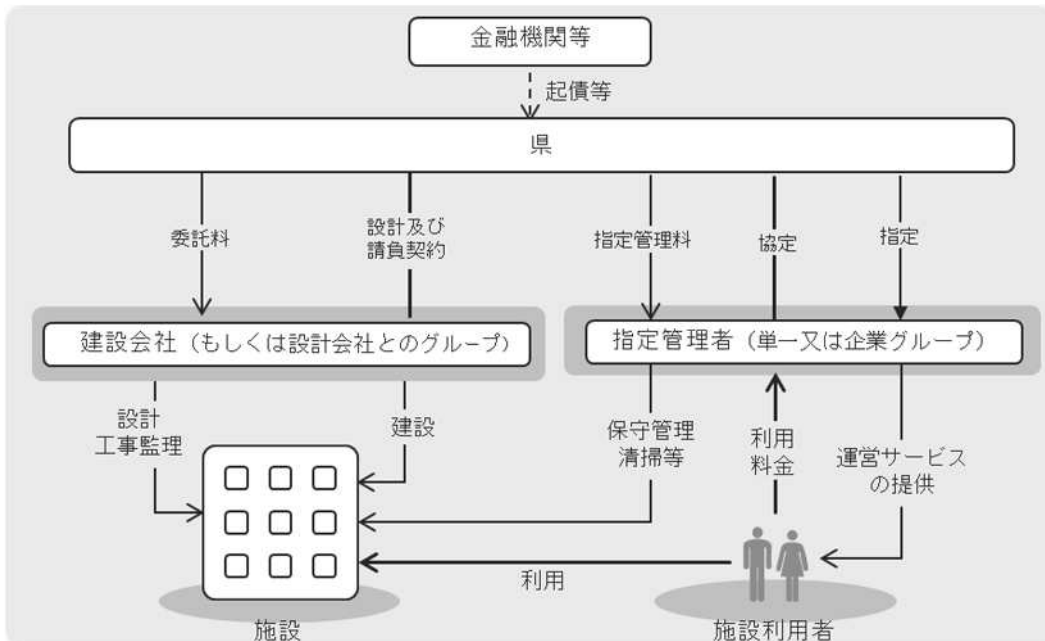 金融機関等
起債等
県
委託料
設計及び
請負契約
指定管理料
協定
指定
建設会社（もしくは設計会社とのグループ）
指定管理者（単一又は企業グループ）
設計
工事監理
建設
保守管理
清掃等
利用
料金
運営サービス
の提供
利用
施設
施設利用者